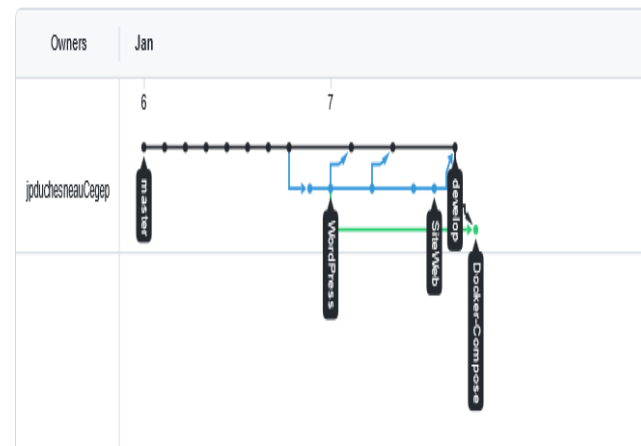 Owners Jan
6 7
jpduchesneauCegep
master
WordPress
SiteWeb
develop
Docker-Compose